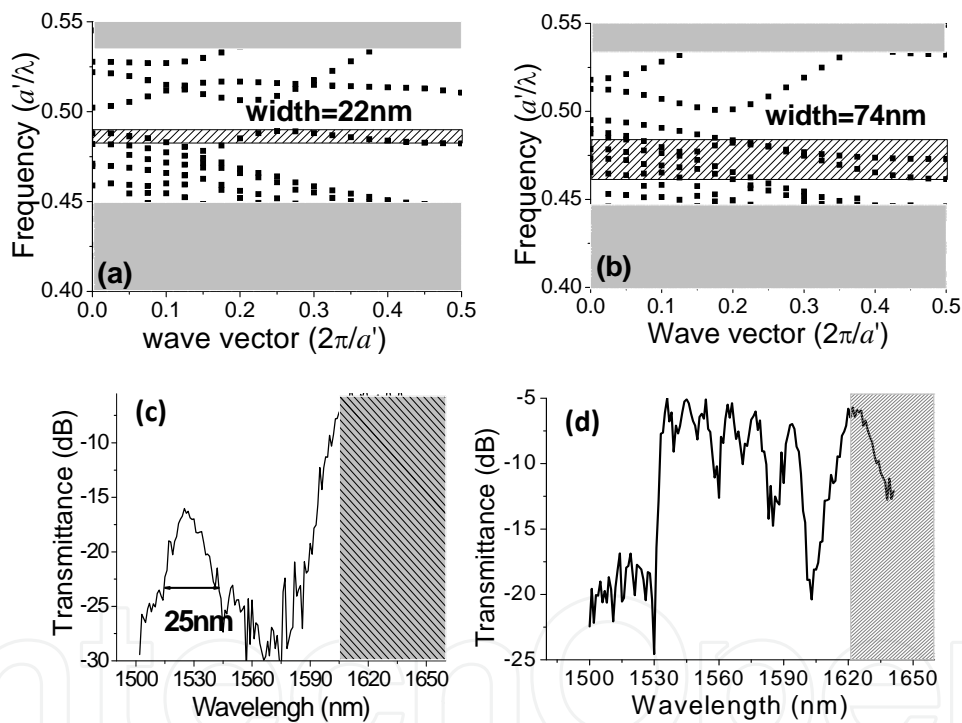 0.55
0.50
0.45
0.40
Frequency (a'/λ)
width=22nm
(a)
0.0 0.1 0.2 0.3 0.4 0.5
wave vector (2π/a')
0.55
0.50
0.45
0.40
Frequency (a'/λ)
width=74nm
(b)
0.0 0.1 0.2 0.3 0.4 0.5
Wave vector (2π/a')
(c)
-10
-15
-20
-25
-30
Transmittance (dB)
25nm
1500 1530 1560 1590 1620 1650
Wavelengh (nm)
(d)
-5
-10
-15
-20
-25
Transmittance (dB)
1500 1530 1560 1590 1620 1650
Wavelength (nm)